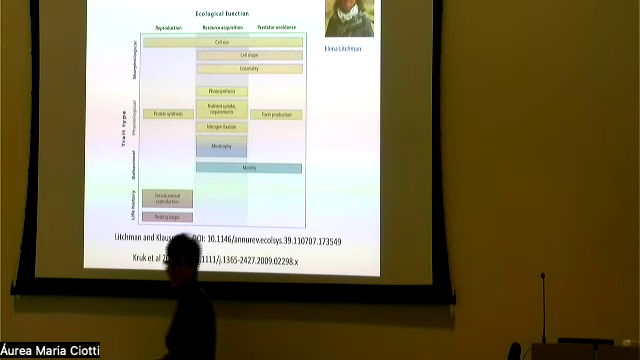 Ecological function
Reproduction Resource acquisition Predator avoidance
Cell size
Cell shape
Coloniality
Morphological
Photosynthesis
Nutrient uptake,
requirements
Protein synthesis
Toxin production
Nitrogen fixation
Physiological
Trait type
Mixotrophy
Motility
Behavioral
Sexual/asexual
reproduction
Resting stages
Life history
Elena Litchman
Litchman and DOI: 10.1146/annurev.ecolsys.39.110707.173549
Kruk et al 1111/j.1365-2427.2009.02298.x
Áurea Maria Ciotti